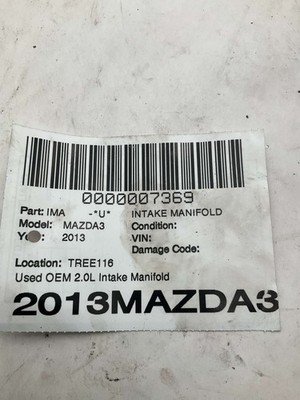 0000007369
Part: IMA -*U* INTAKE MANIFOLD
Model: MAZDA3 Condition:
2013 VIN:
Damage Code:
Location: TREE116
Used OEM 2.0L Intake Manifold
2013MAZDA3